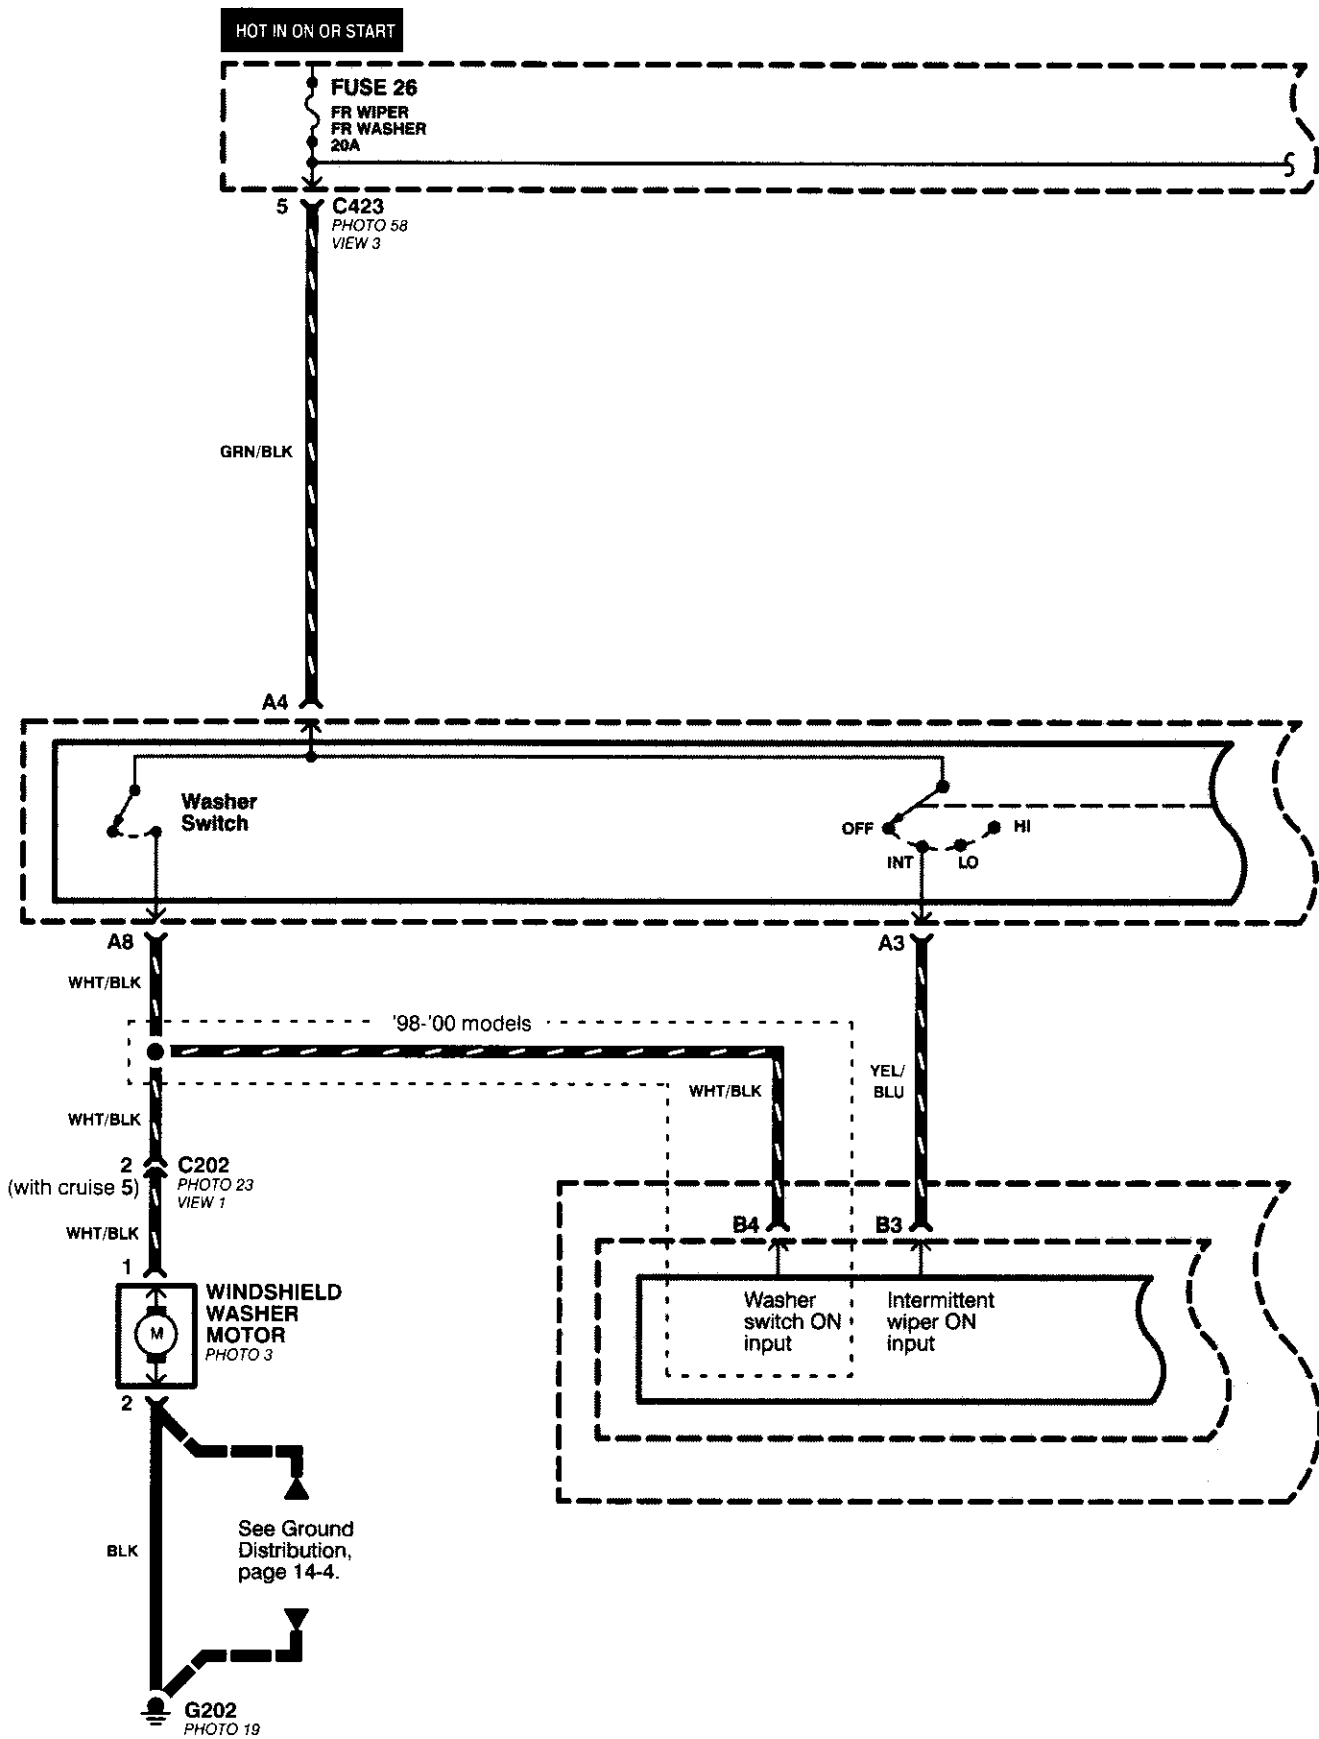 HOT IN ON OR START
FUSE 26
FR WIPER
FR WASHER
20A
5
C423
PHOTO 58
VIEW 3
GRN/BLK
A4
Washer
Switch
OFF
INT
LO
HI
A8
A3
WHT/BLK
'98-'00 models
WHT/BLK
YEL/
BLU
WHT/BLK
2
C202
(with cruise 5)
PHOTO 23
VIEW 1
WHT/BLK
B4
B3
1
WINDSHIELD
WASHER
MOTOR
PHOTO 3
M
Washer
switch ON
input
Intermittent
wiper ON
input
2
See Ground
Distribution,
page 14-4.
BLK
G202
PHOTO 19